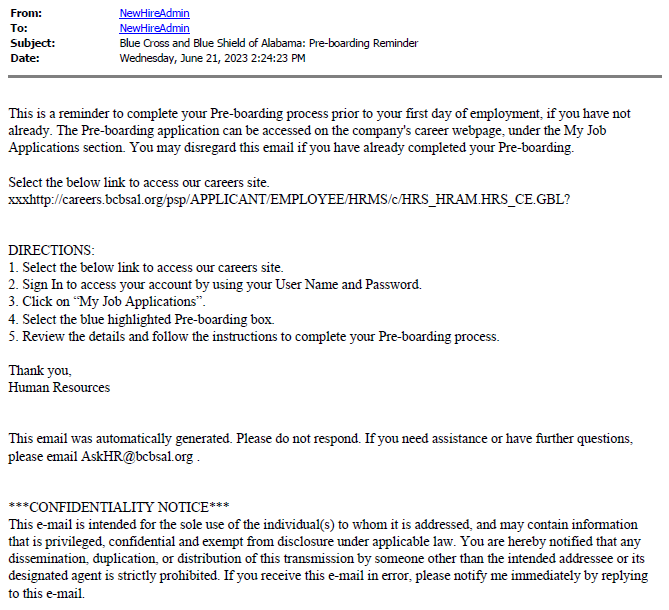 From: NewHireAdmin
To: NewHireAdmin
Subject: Blue Cross and Blue Shield of Alabama: Pre-boarding Reminder
Date: Wednesday, June 21, 2023 2:24:23 PM
This is a reminder to complete your Pre-boarding process prior to your first day of employment, if you have not
already. The Pre-boarding application can be accessed on the company's career webpage, under the My Job
Applications section. You may disregard this email if you have already completed your Pre-boarding.
Select the below link to access our careers site.
xxxhttp://careers.bcbsal.org/psp/APPLICANT/EMPLOYEE/HRMS/c/HRS_HRAM.HRS_CE.GBL?
DIRECTIONS:
1. Select the below link to access our careers site.
2. Sign In to access your account by using your User Name and Password.
3. Click on “My Job Applications”.
4. Select the blue highlighted Pre-boarding box.
5. Review the details and follow the instructions to complete your Pre-boarding process.
Thank you,
Human Resources
This email was automatically generated. Please do not respond. If you need assistance or have further questions,
please email AskHR@bcbsal.org .
***CONFIDENTIALITY NOTICE***
This e-mail is intended for the sole use of the individual(s) to whom it is addressed, and may contain information
that is privileged, confidential and exempt from disclosure under applicable law. You are hereby notified that any
dissemination, duplication, or distribution of this transmission by someone other than the intended addressee or its
designated agent is strictly prohibited. If you receive this e-mail in error, please notify me immediately by replying
to this e-mail.